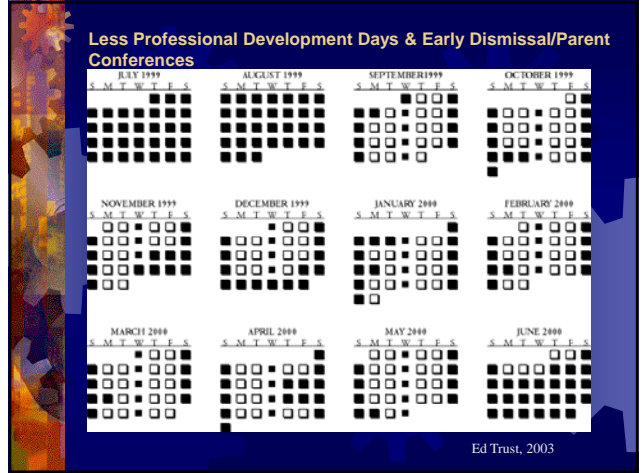 Less Professional Development Days & Early Dismissal/Parent
Conferences
JULY 1999
S M T W T F S
AUGUST 1999
S M T W T F S
SEPTEMBER1999
S M T W T F S
OCTOBER 1999
S M T W T F S
NOVEMBER 1999
S M T W T F S
DECEMBER 1999
S M T W T F S
JANUARY 2000
S M T W T F S
FEBRUARY 2000
S M T W T F S
MARCH 2000
S M T W T F S
APRIL 2000
S M T W T F S
MAY 2000
S M T W T F S
JUNE 2000
S M T W T F S
Ed Trust, 2003